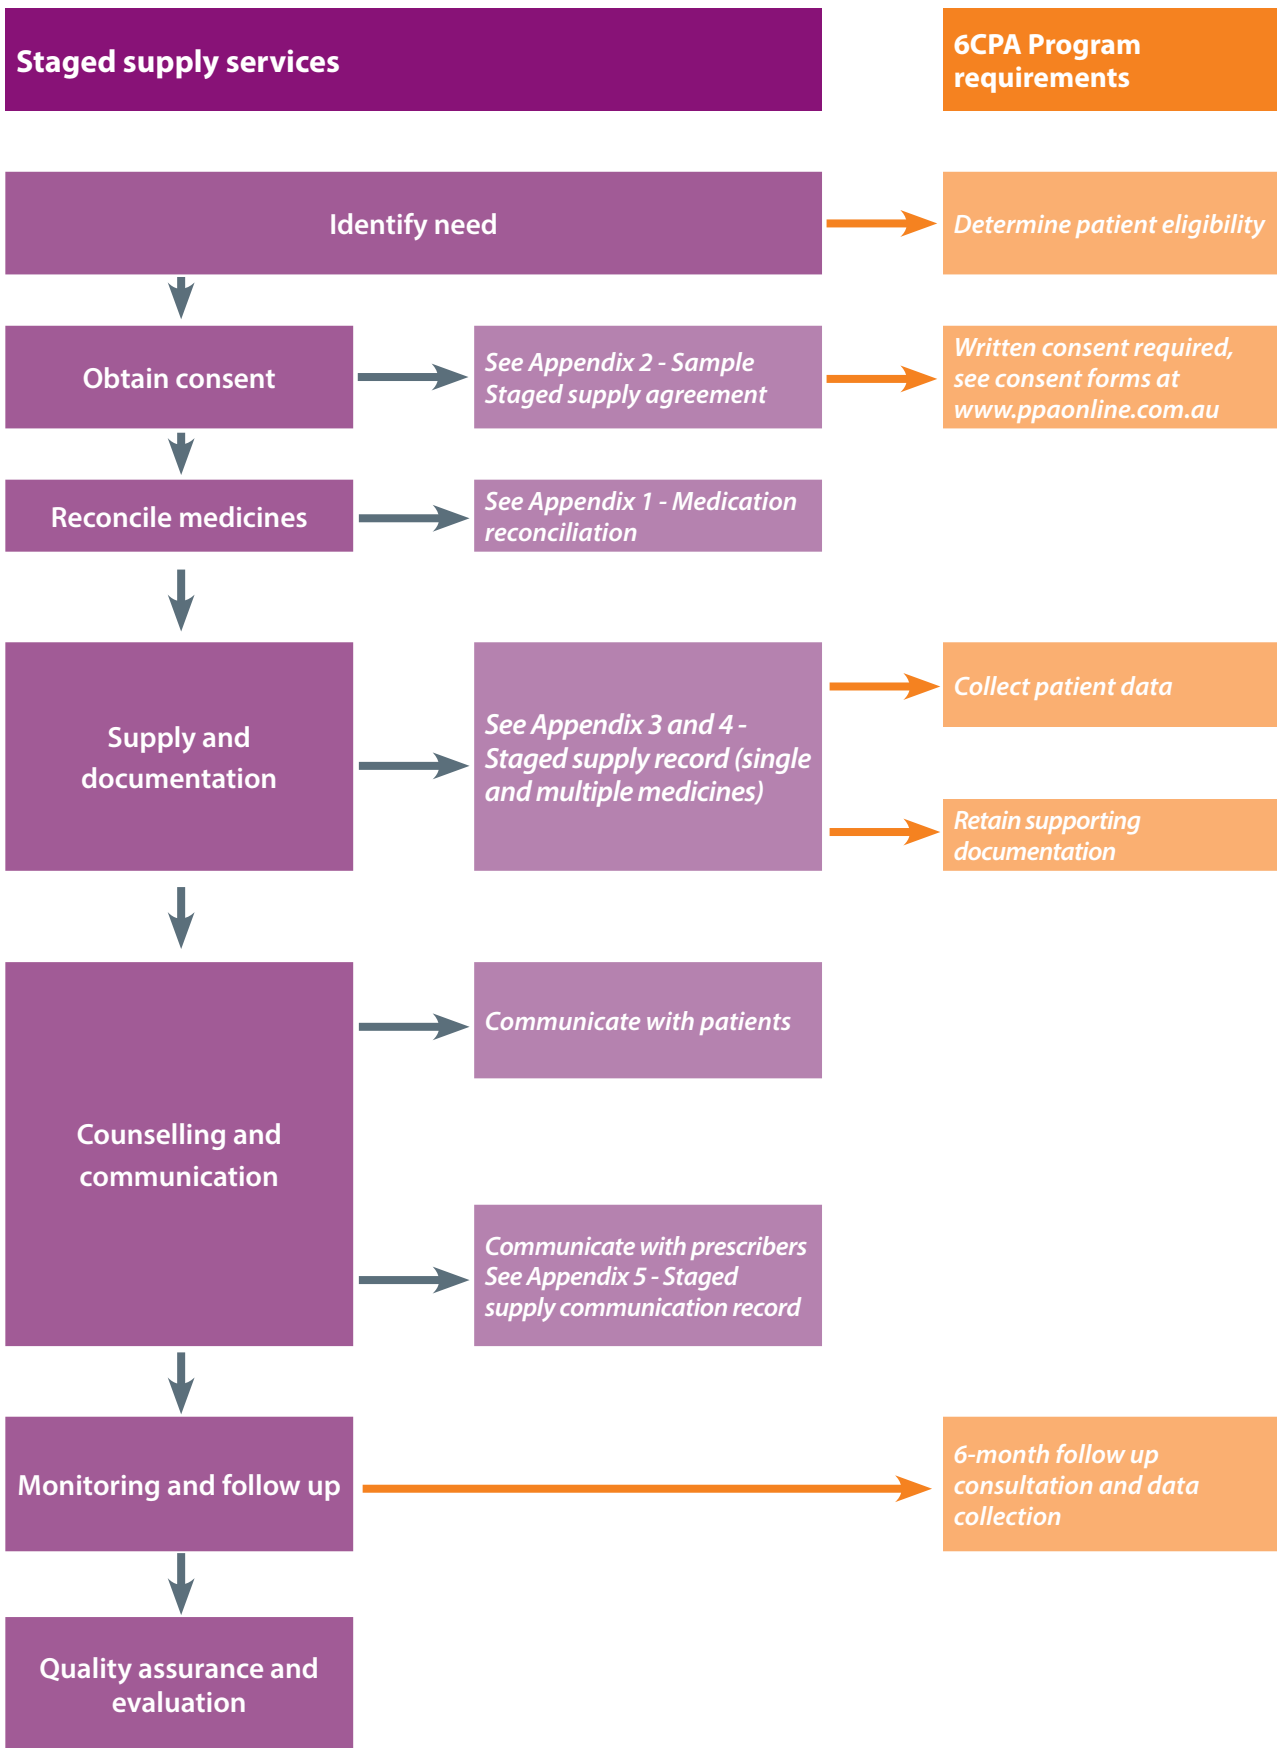 Staged supply services
6CPA Program
requirements
Identify need
Determine patient eligibility
Obtain consent
See Appendix 2 - Sample
Staged supply agreement
Written consent required,
see consent forms at
www.ppaonline.com.au
Reconcile medicines
See Appendix 1 - Medication
reconciliation
Supply and
documentation
See Appendix 3 and 4 -
Staged supply record (single
and multiple medicines)
Collect patient data
Retain supporting
documentation
Counselling and
communication
Communicate with patients
Communicate with prescribers
See Appendix 5 - Staged
supply communication record
Monitoring and follow up
6-month follow up
consultation and data
collection
Quality assurance and
evaluation